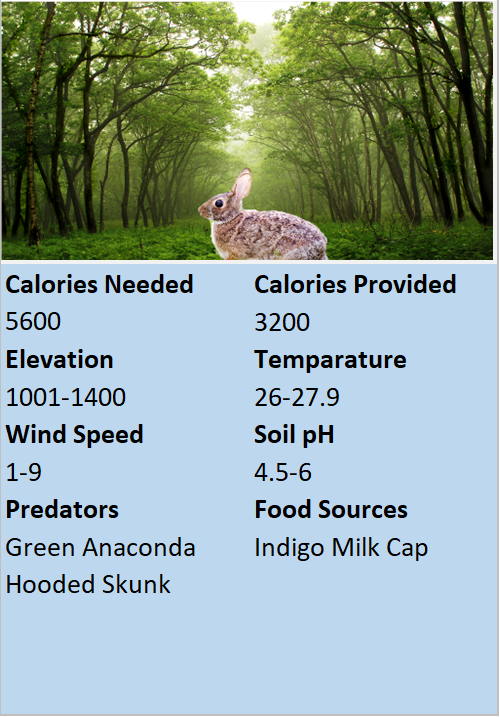 Calories Needed
5600
Calories Provided
3200
Elevation
1001-1400
Temparature
26-27.9
Wind Speed
1-9
Soil pH
4.5-6
Predators
Green Anaconda
Hooded Skunk
Food Sources
Indigo Milk Cap